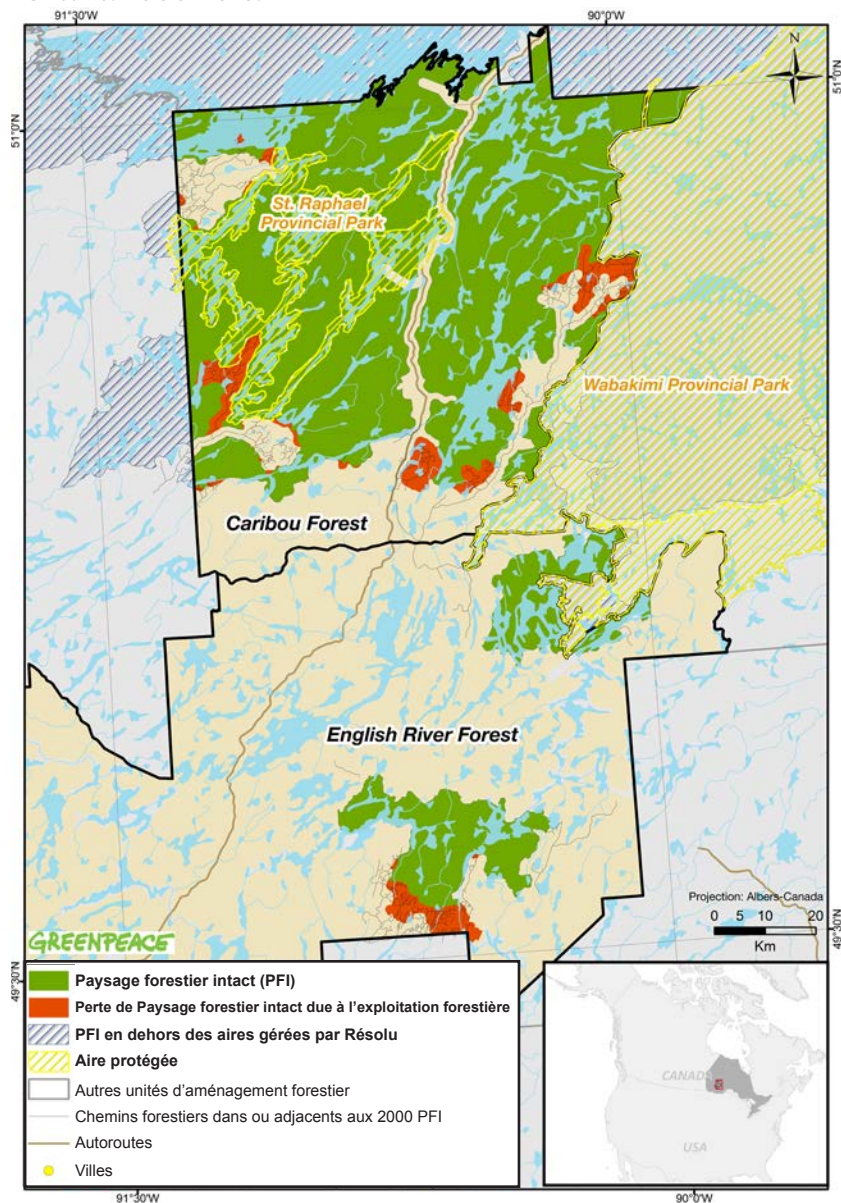 91°30'W
90°0'W
N
51°0'N
51°0'N
St. Raphael
Provincial Park
Wabakimi Provincial Park
Caribou Forest
English River Forest
Projection: Albers-Canada
0 5 10 20
Km
GREENPEACE
49°30'N
49°30'N
Paysage forestier intact (PFI)
Perte de Paysage forestier intact due à l'exploitation forestière
PFI en dehors des aires gérées par Résolu
Aire protégée
Autres unités d'aménagement forestier
Chemins forestiers dans ou adjacents aux 2000 PFI
Autoroutes
Villes
CANADA
USA
91°30'W
90°0'W